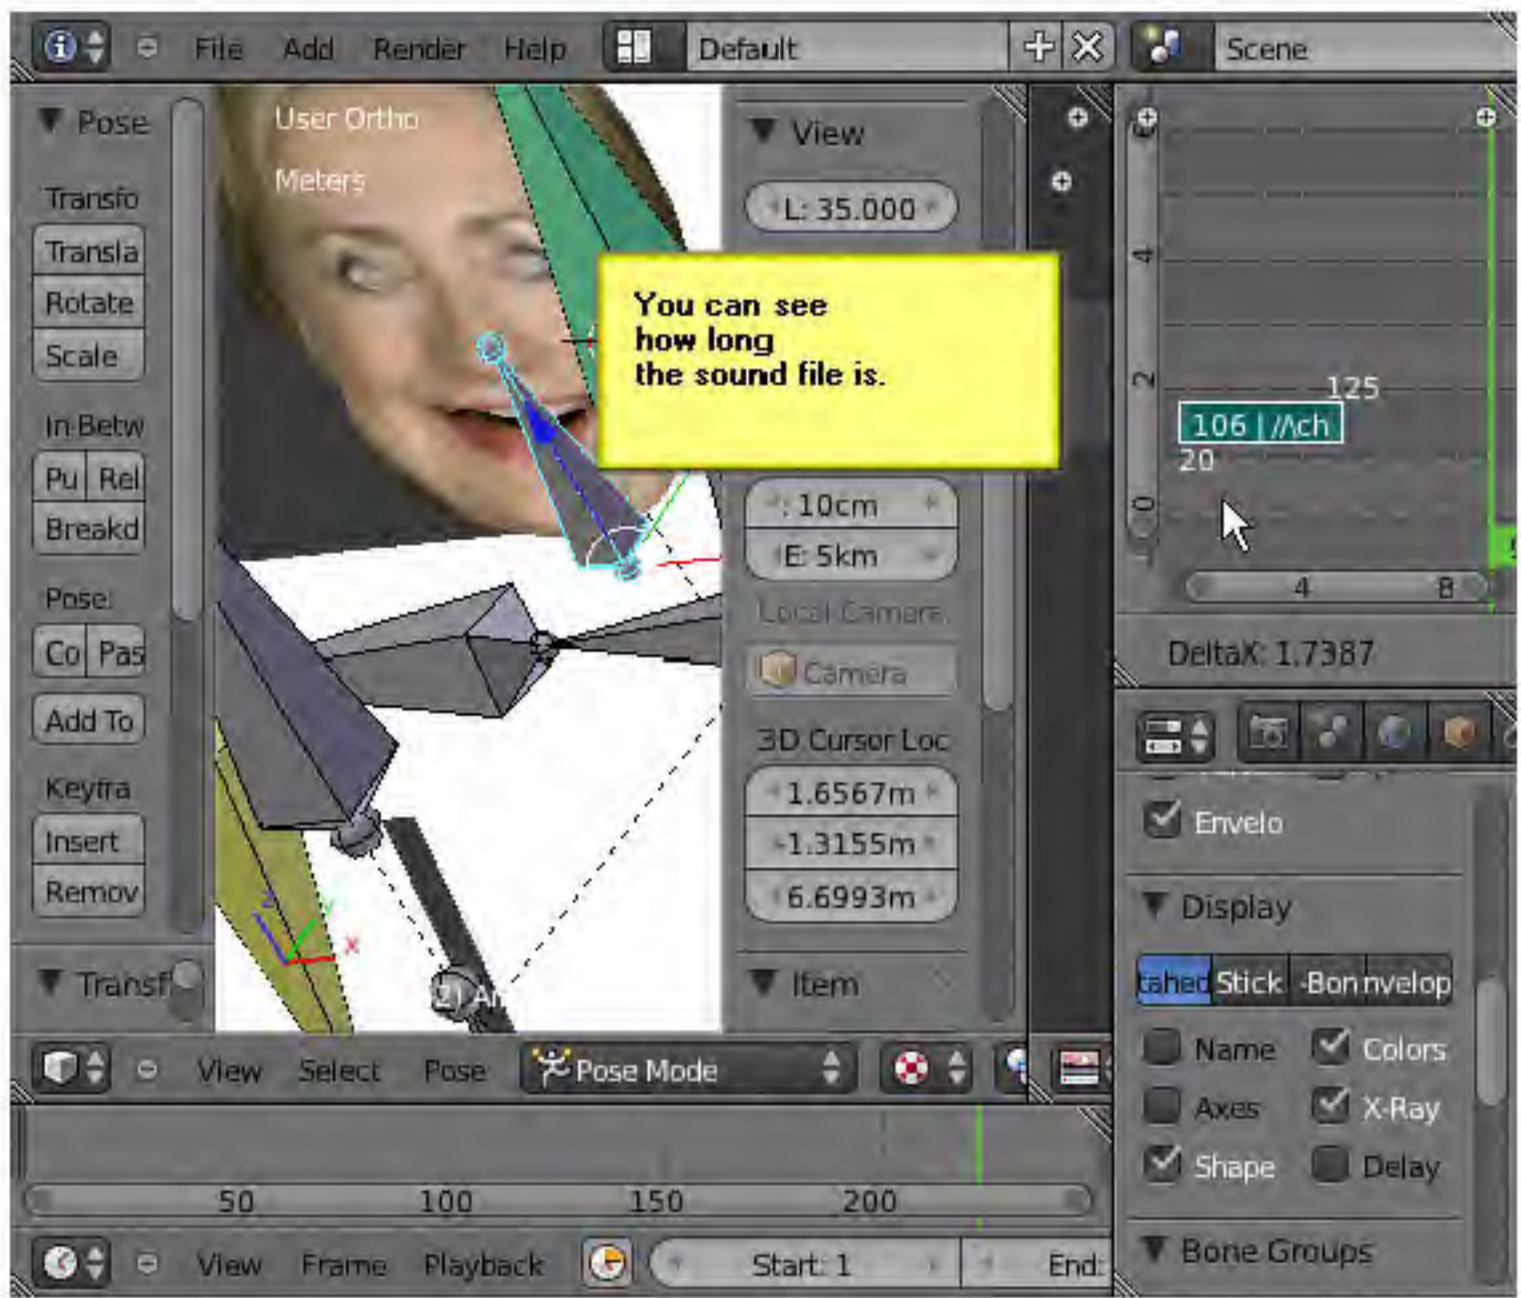 File Add Render Help Default Scene
Pose
Transfo
Transla
Rotate
Scale
In-Betw
Pu Rel
Breakd
Pose:
Co Pas
Add To
Keyfra
Insert
Remov
Transf
User Ortho
Meters
z y x
View
L: 35.000
You can see
how long
the sound file is.
: 10cm
E: 5km
Local Camera:
Camera
3D Cursor Loc
1.6567m
-1.3155m
6.6993m
Item
6
4
2
0
125
106 | //\ch
20
4 8
DeltaX: 1.7387
Envelo
Display
tahed Stick -Bon nvelop
Name Colors
Axes X-Ray
Shape Delay
Bone Groups
View Select Pose Pose Mode
50 100 150 200
View Frame Playback Start: 1 End: